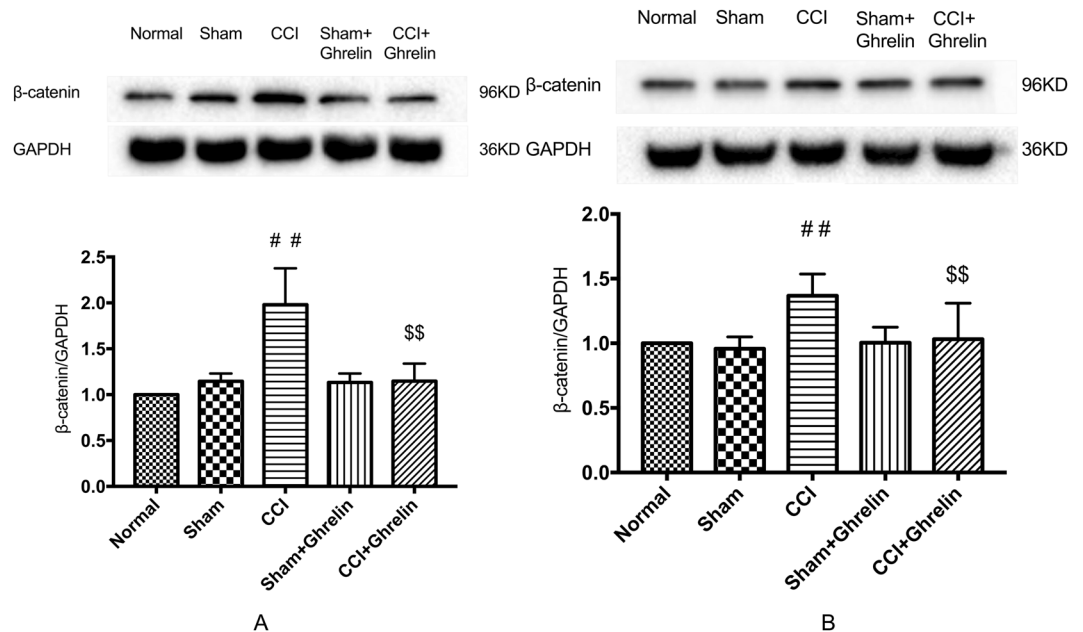 Normal Sham CCI Sham+ CCI+
Ghrelin Ghrelin
β-catenin 96KD
GAPDH 36KD
# #
$$
2.5
2.0
1.5
1.0
0.5
0.0
β-catenin/GAPDH
Normal Sham CCI Sham+Ghrelin CCI+Ghrelin
A
Normal Sham CCI Sham+ CCI+
Ghrelin Ghrelin
β-catenin 96KD
GAPDH 36KD
##
$$
2.0
1.5
1.0
0.5
0.0
β-catenin/GAPDH
Normal Sham CCI Sham+Ghrelin CCI+Ghrelin
B